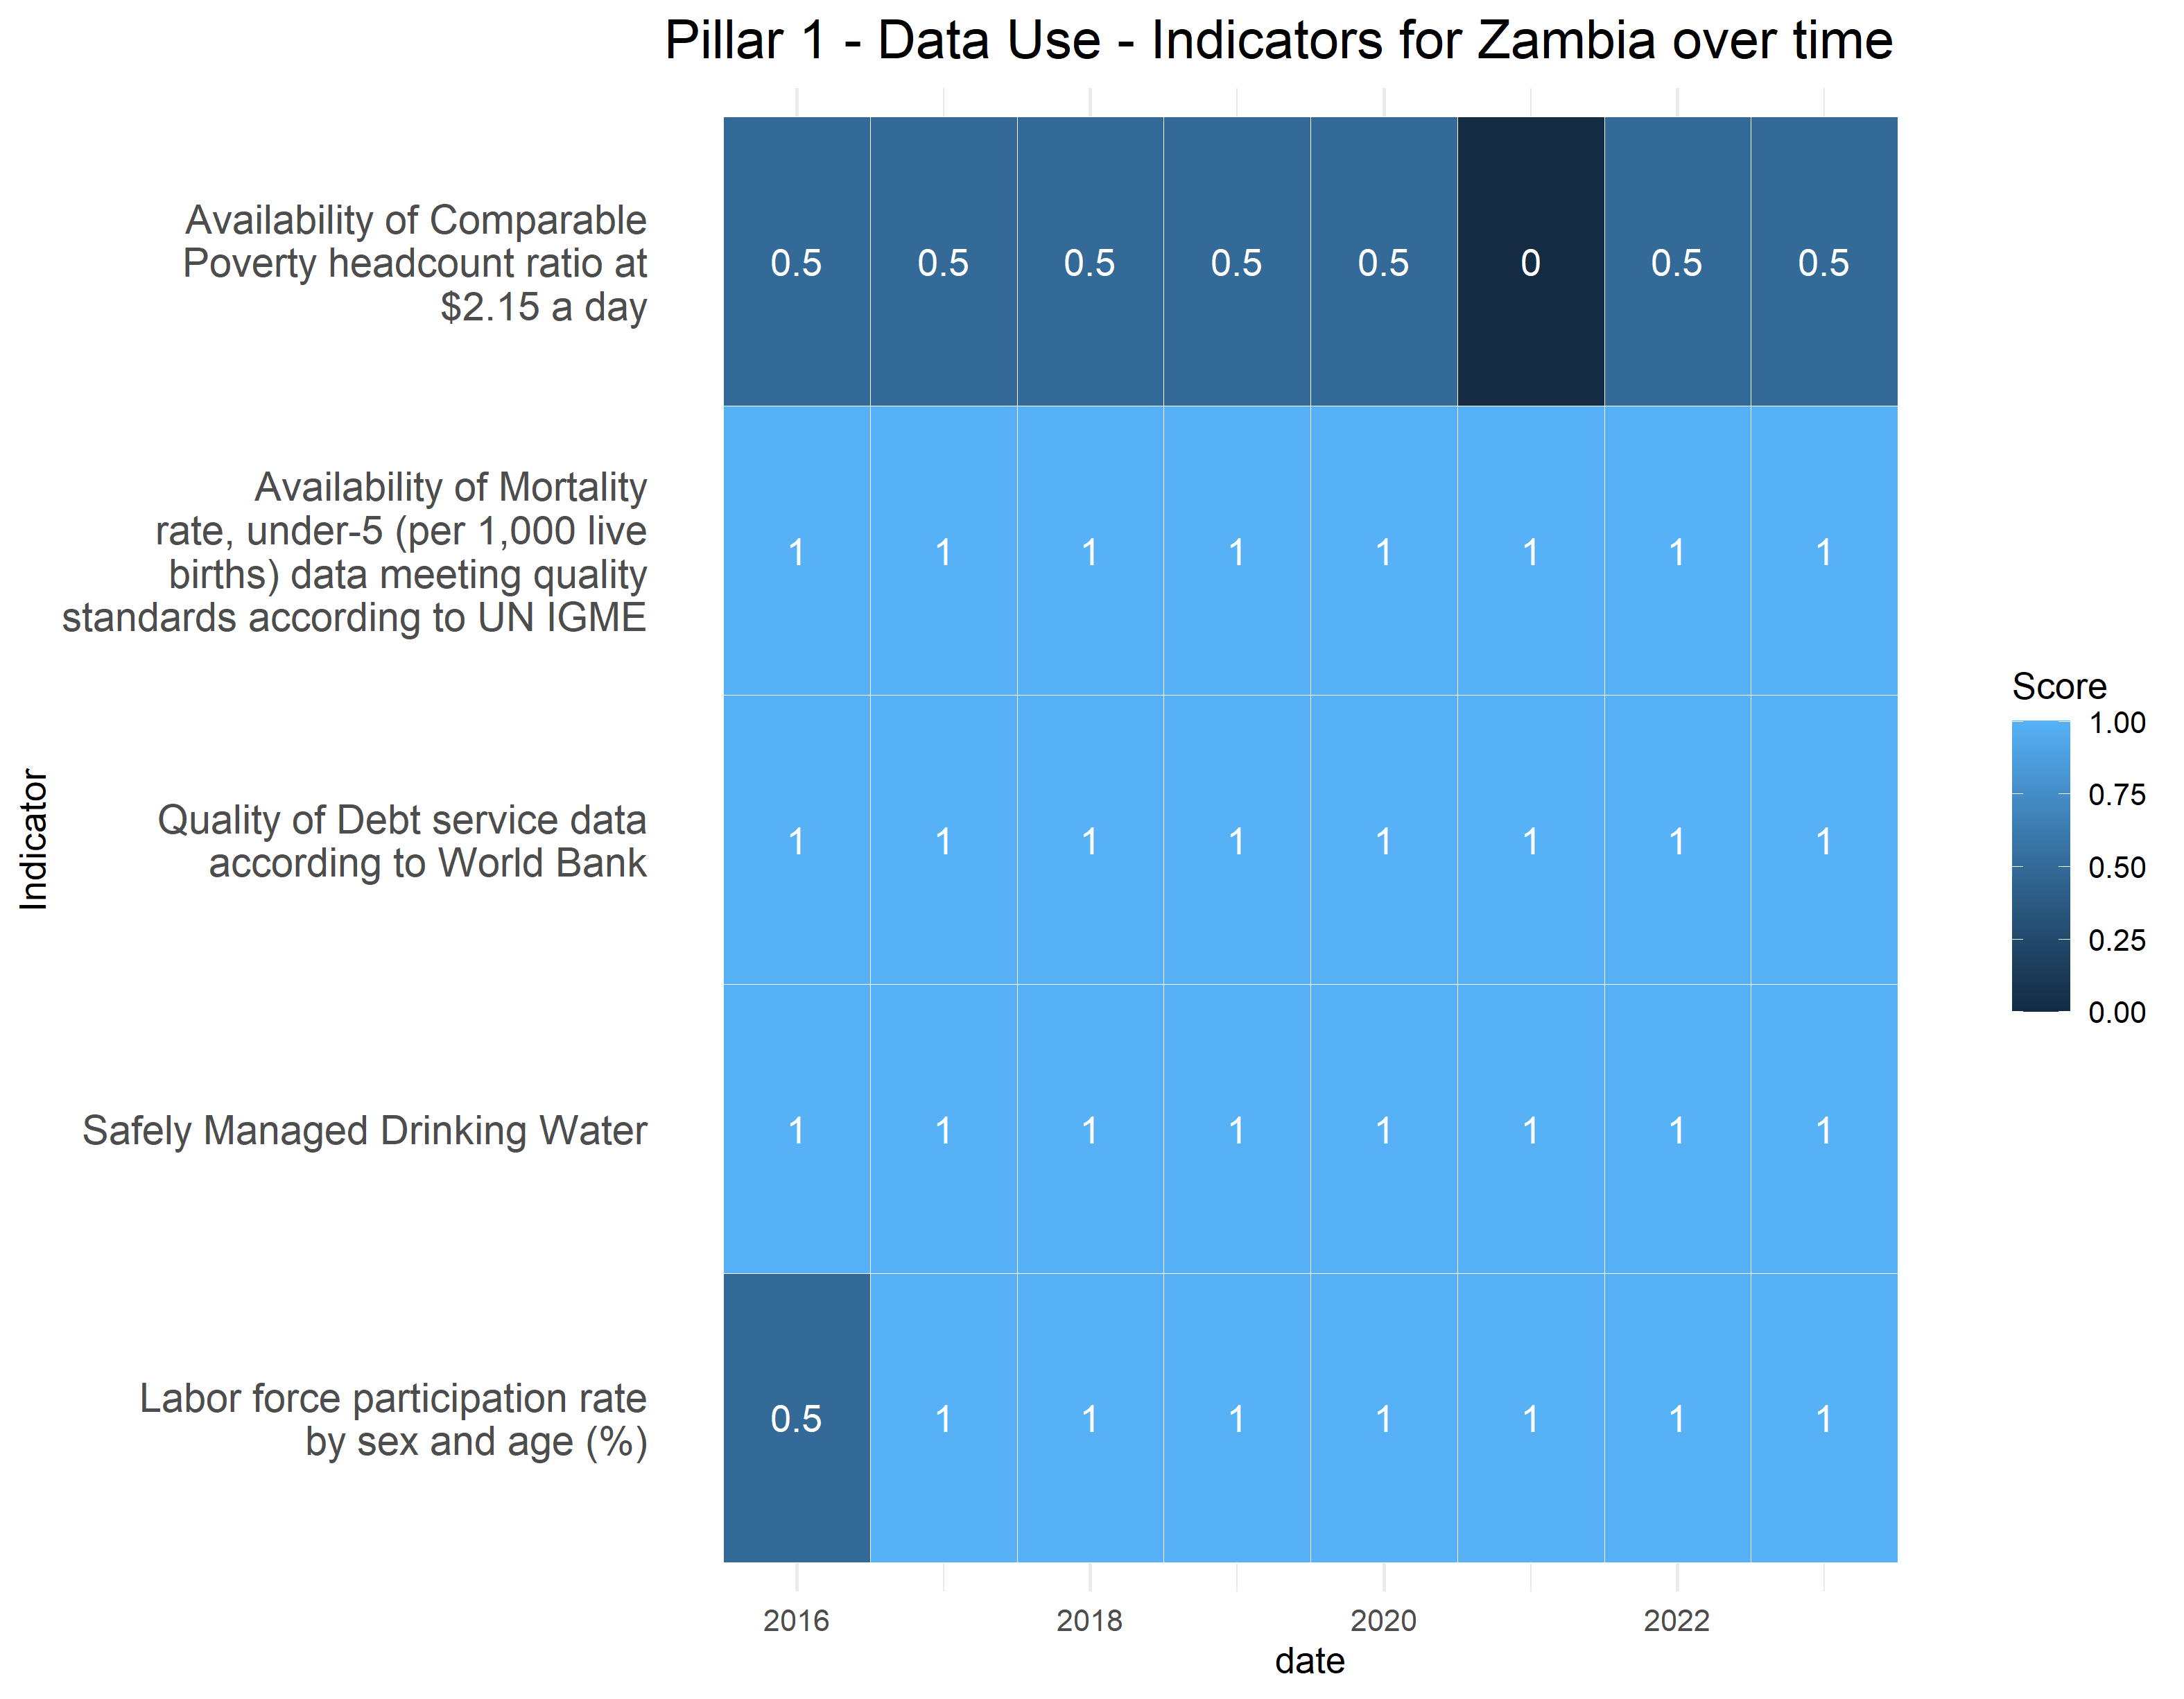 Pillar 1 - Data Use - Indicators for Zambia over time
Indicator
Availability of Comparable
Poverty headcount ratio at
$2.15 a day
0.5 0.5 0.5 0.5 0.5 0 0.5 0.5
Availability of Mortality
rate, under-5 (per 1,000 live
births) data meeting quality
standards according to UN IGME
1 1 1 1 1 1 1 1
Quality of Debt service data
according to World Bank
1 1 1 1 1 1 1 1
Safely Managed Drinking Water
1 1 1 1 1 1 1 1
Labor force participation rate
by sex and age (%)
0.5 1 1 1 1 1 1 1
2016 2018 2020 2022
date
Score
1.00
0.75
0.50
0.25
0.00